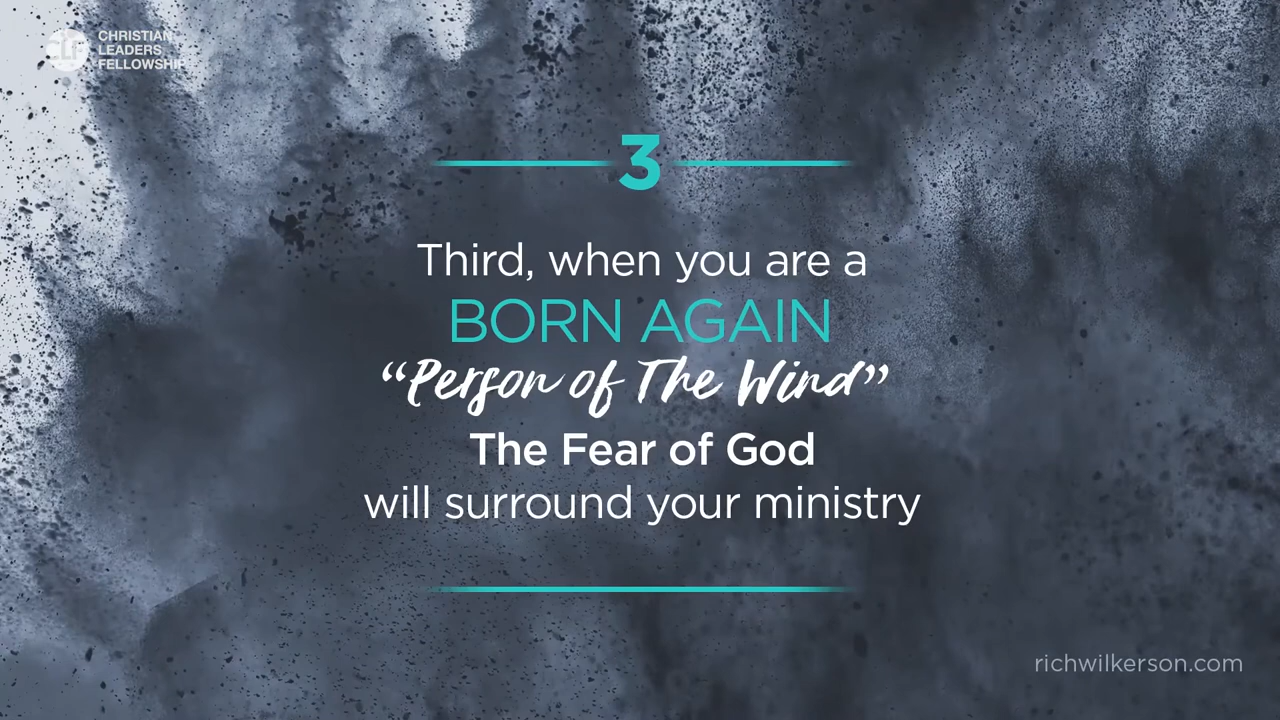 CLF
CHRISTIAN
LEADERS
FELLOWSHIP
3
Third, when you are a
BORN AGAIN
“Person of The Wind”
The Fear of God
will surround your ministry
richwilkerson.com